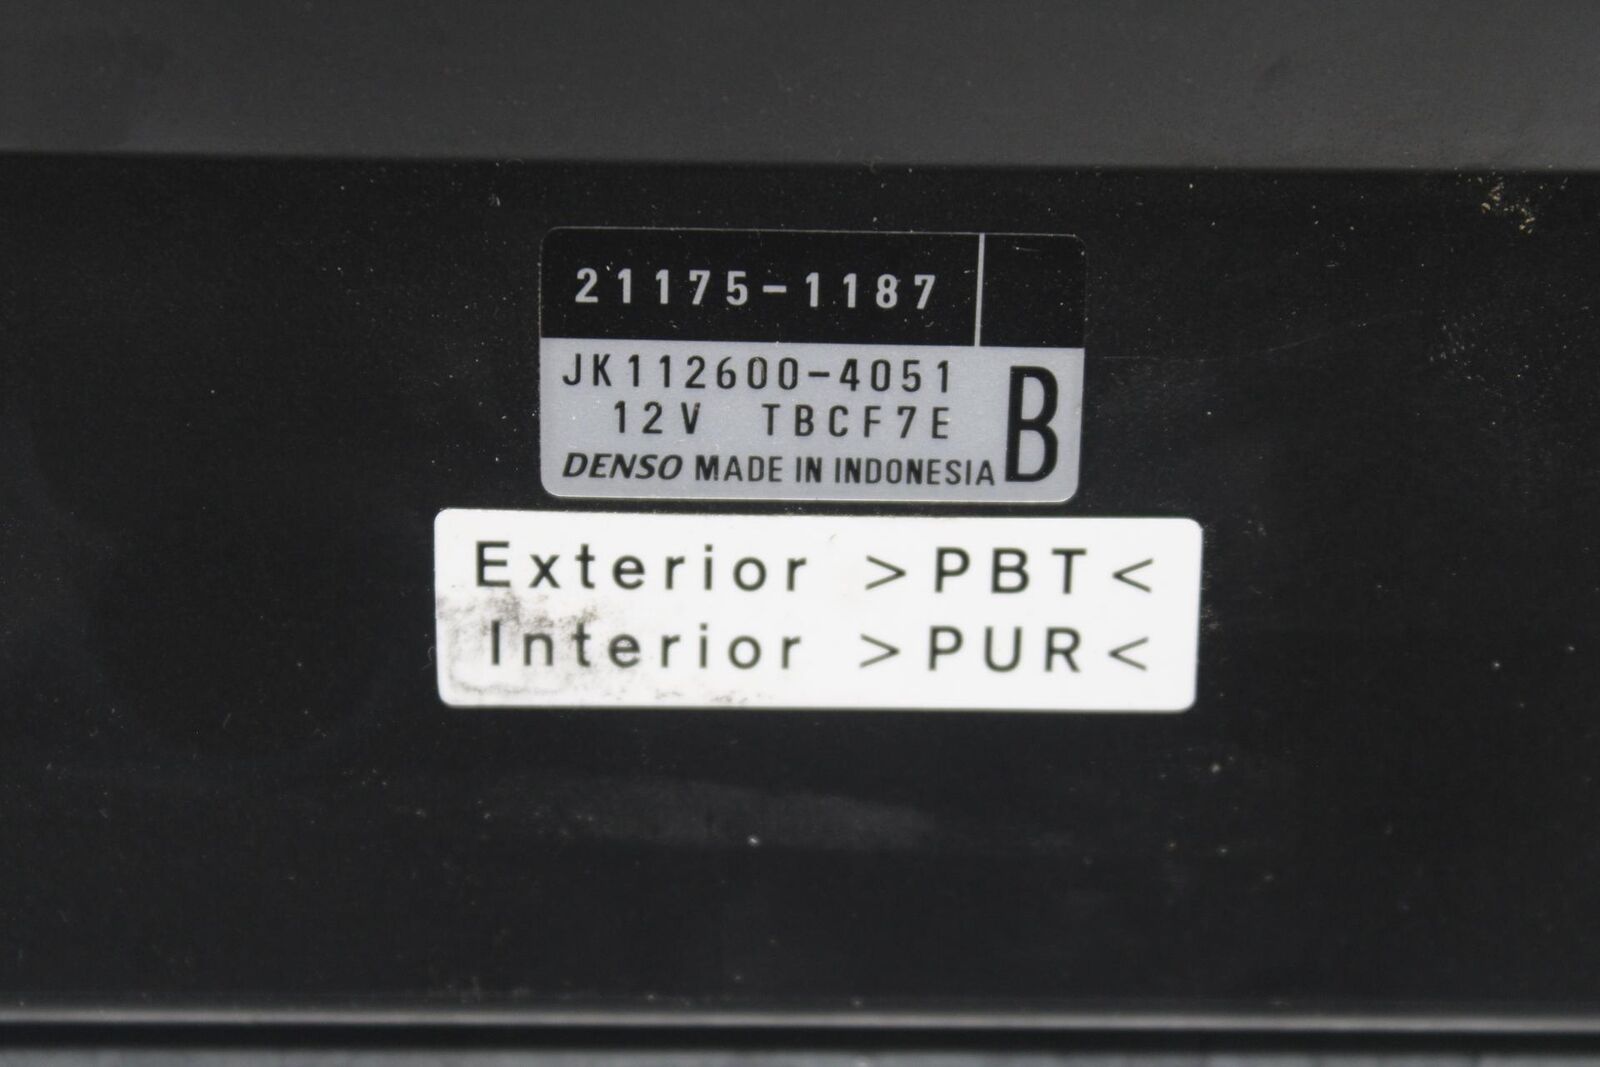 21175-1187
JK112600-4051
12V TBCF7E
B
DENSO MADE IN INDONESIA
Exterior >PBT<
Interior >PUR<